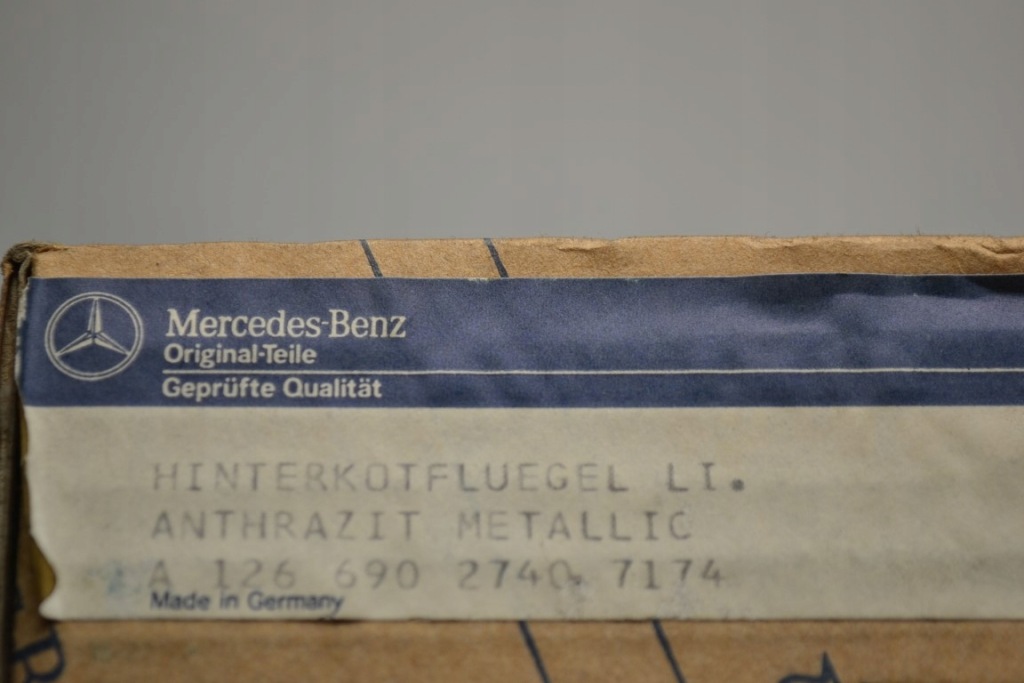 Mercedes-Benz
Original-Teile
Geprüfte Qualität
HINTERKOTFLUEGEL LI.
ANTHRAZIT METALLIC
A 126 690 2740 7174
Made in Germany